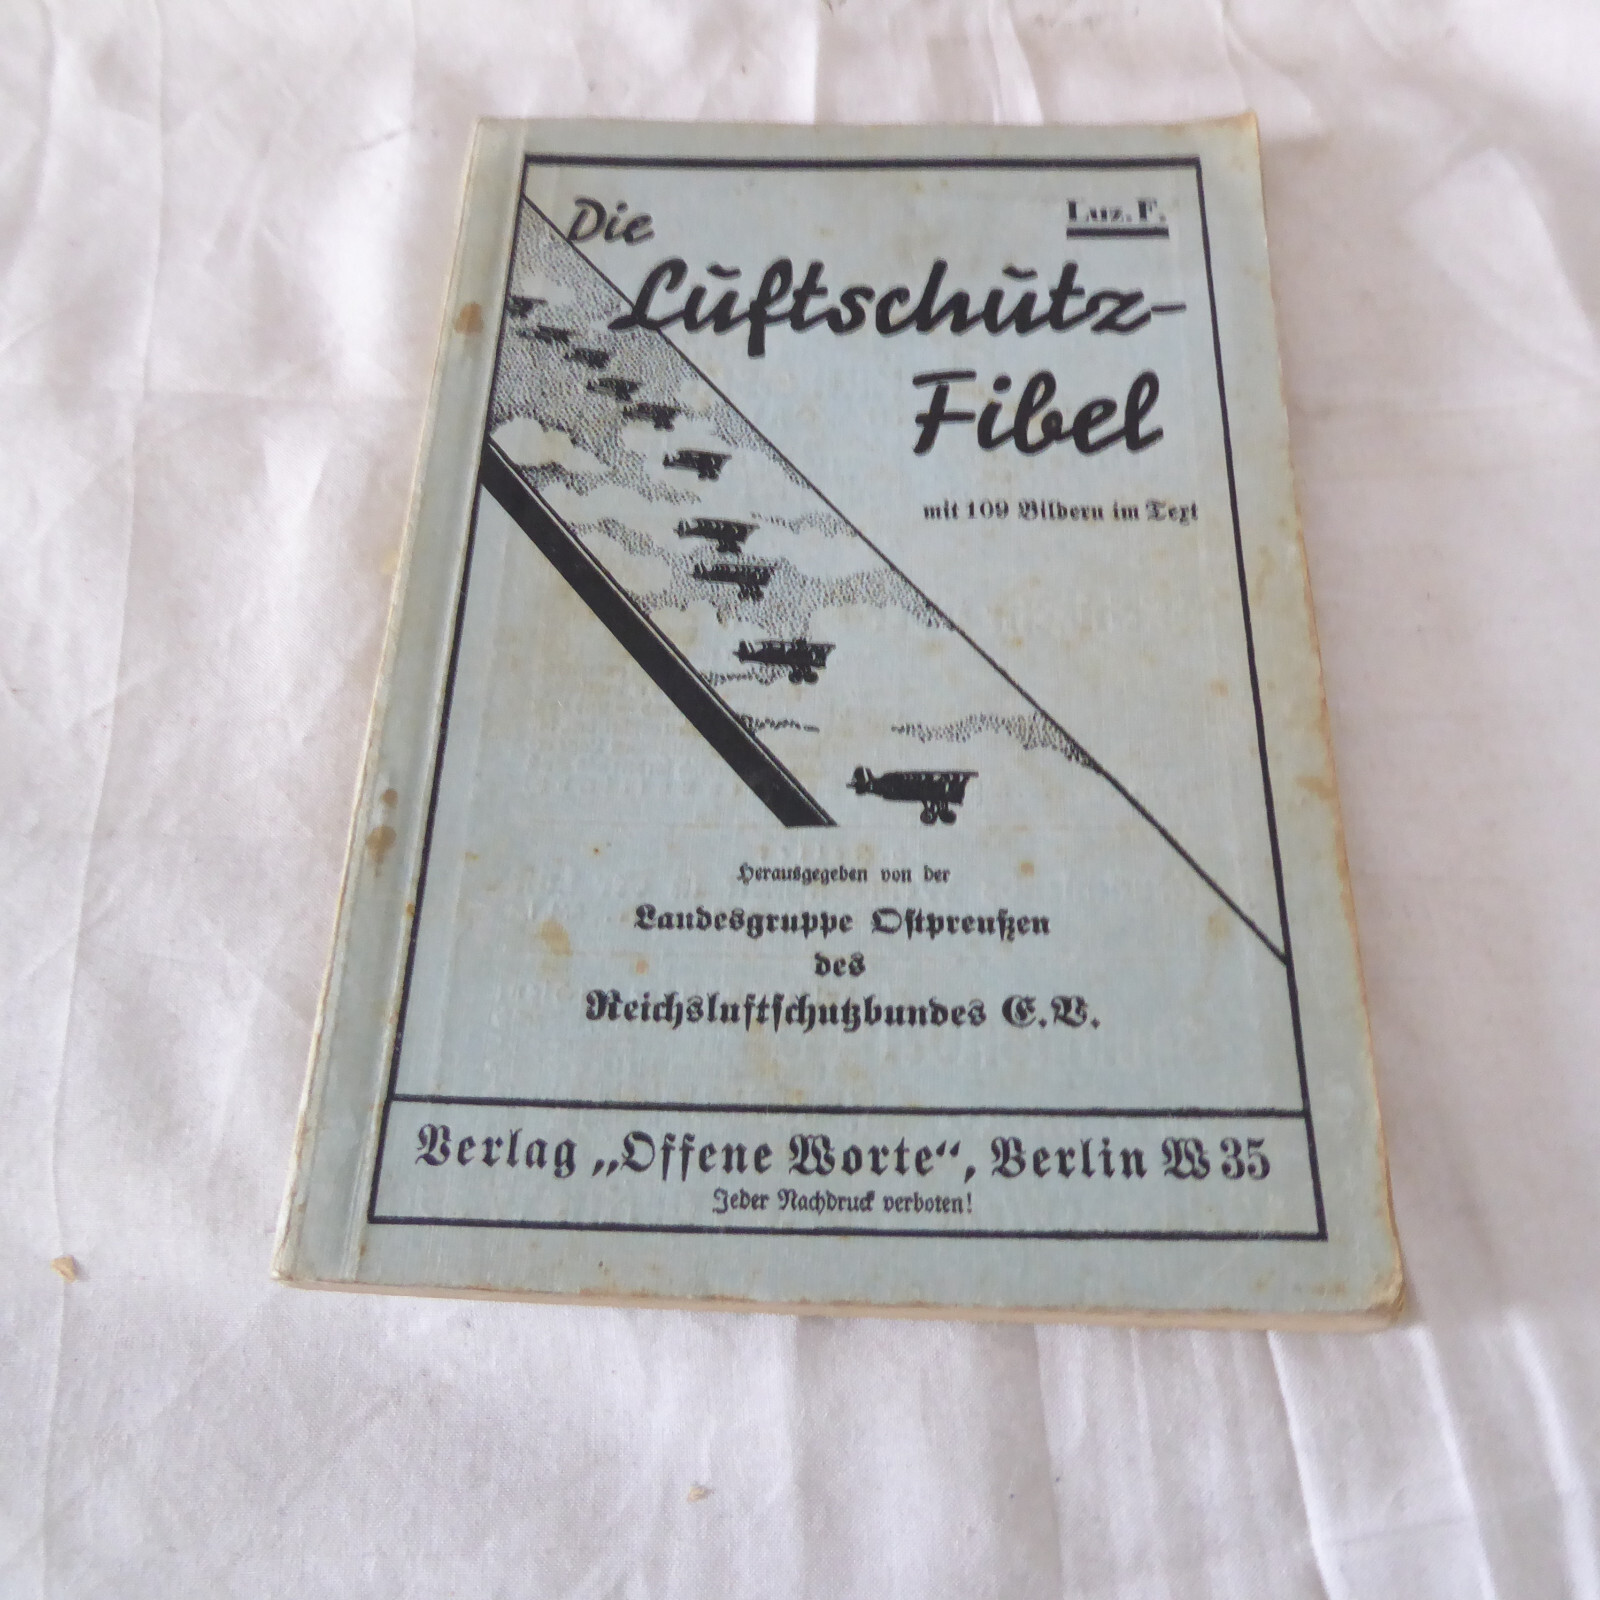 Die
Luz. F.
Luftschutz-
Fibel
mit 109 Bildern im Text
Herausgegeben von der
Landesgruppe Ostpreußen
des
Reichsluftschutzbundes E. V.
Verlag „Offene Worte“, Berlin W 35
Jeder Nachdruck verboten!